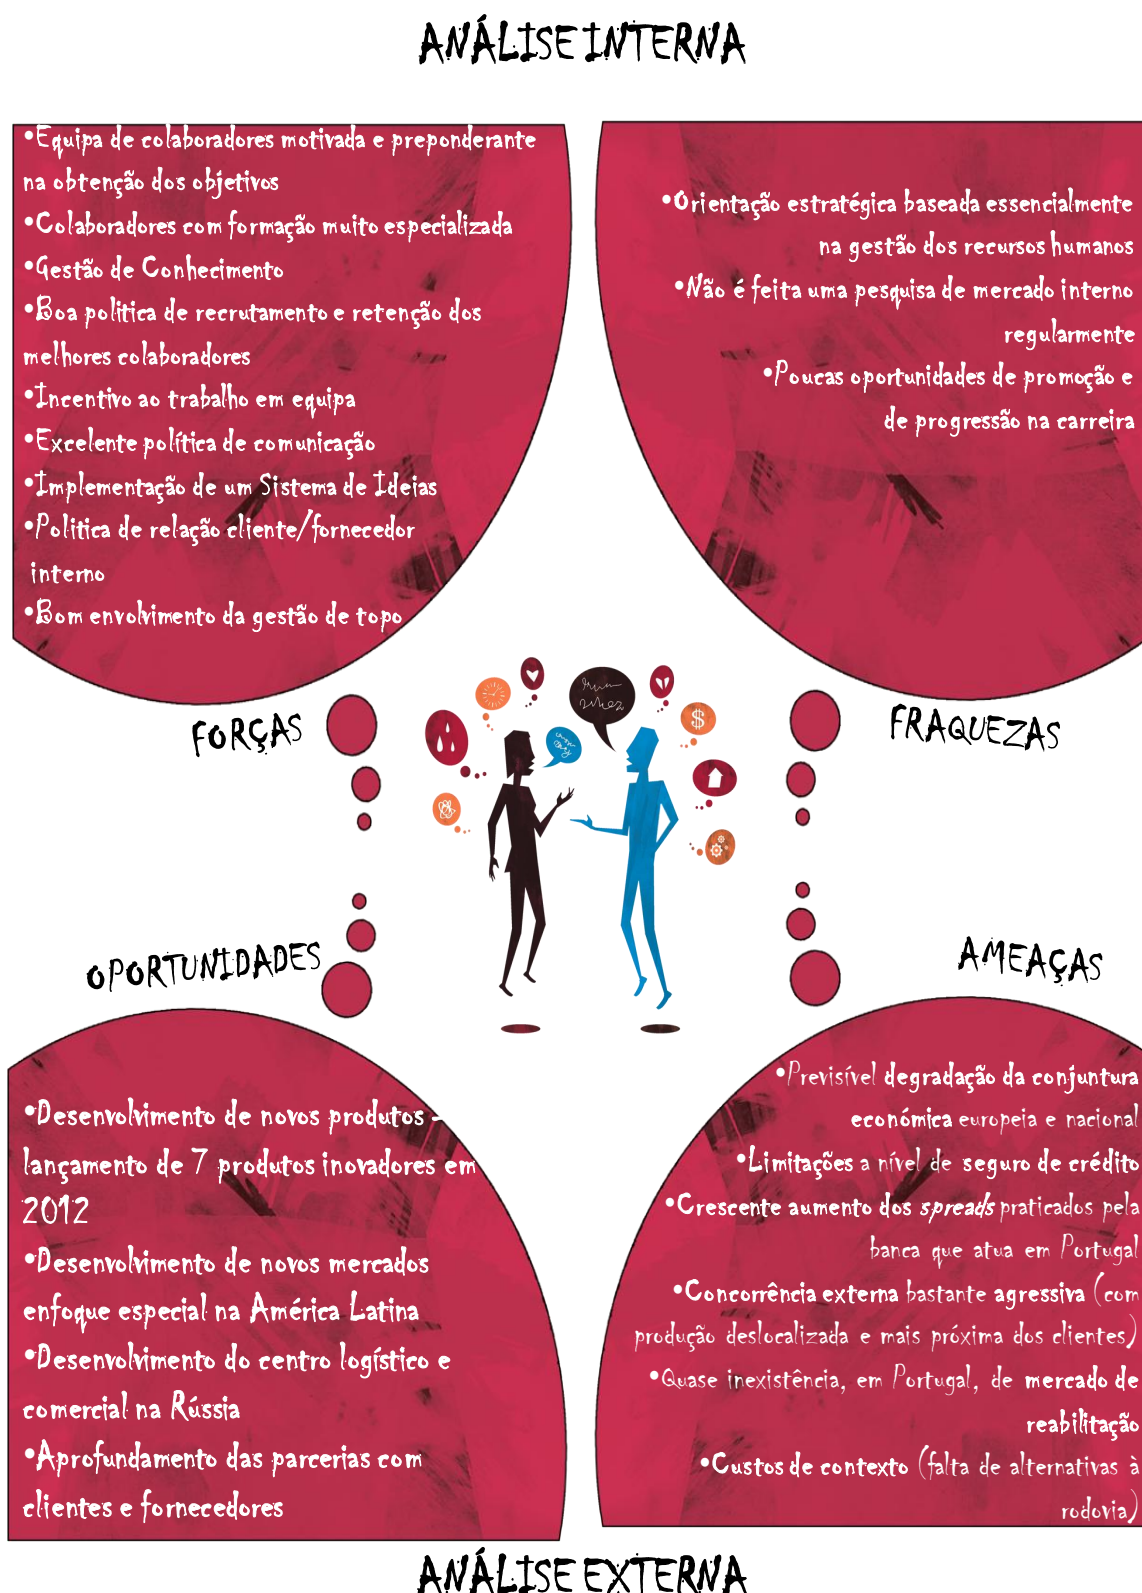 ANÁLISE INTERNA
•Equipa de colaboradores motivada e preponderante
na obtenção dos objetivos
•Colaboradores com formação muito especializada
•Gestão de Conhecimento
•Boa politica de recrutamento e retenção dos
melhores colaboradores
•Incentivo ao trabalho em equipa
•Excelente política de comunicação
•Implementação de um Sistema de Ideias
•Politica de relação cliente/fornecedor
interno
•Bom envolvimento da gestão de topo
•Orientação estratégica baseada essencialmente
na gestão dos recursos humanos
•Não é feita uma pesquisa de mercado interno
regularmente
•Poucas oportunidades de promoção e
de progressão na carreira
FORÇAS
FRAQUEZAS
$
OPORTUNIDADES
AMEAÇAS
•Desenvolvimento de novos produtos -
lançamento de 7 produtos inovadores em
2012
•Desenvolvimento de novos mercados
enfoque especial na América Latina
•Desenvolvimento do centro logístico e
comercial na Rússia
•Aprofundamento das parcerias com
clientes e fornecedores
•Previsível degradação da conjuntura
económica europeia e nacional
•Limitações a nível de seguro de crédito
•Crescente aumento dos spreads praticados pela
banca que atua em Portugal
•Concorrência externa bastante agressiva (com
produção deslocalizada e mais próxima dos clientes)
•Quase inexistência, em Portugal, de mercado de
reabilitação
•Custos de contexto (falta de alternativas à
rodovia)
ANÁLISE EXTERNA